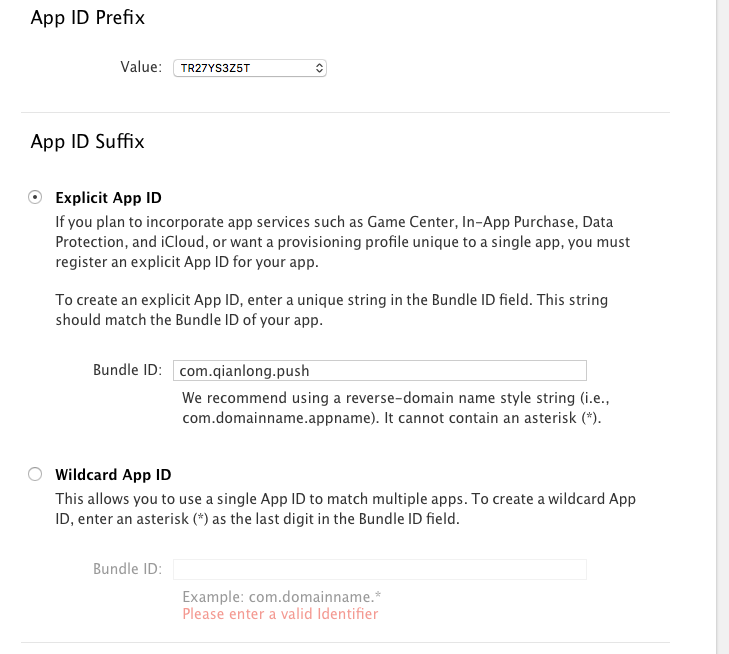 App ID Prefix
Value: TR27YS3Z5T
App ID Suffix
Explicit App ID
If you plan to incorporate app services such as Game Center, In-App Purchase, Data
Protection, and iCloud, or want a provisioning profile unique to a single app, you must
register an explicit App ID for your app.
To create an explicit App ID, enter a unique string in the Bundle ID field. This string
should match the Bundle ID of your app.
Bundle ID: com.qianlong.push
We recommend using a reverse-domain name style string (i.e.,
com.domainname.appname). It cannot contain an asterisk (*).
Wildcard App ID
This allows you to use a single App ID to match multiple apps. To create a wildcard App
ID, enter an asterisk (*) as the last digit in the Bundle ID field.
Bundle ID:
Example: com.domainname.*
Please enter a valid Identifier